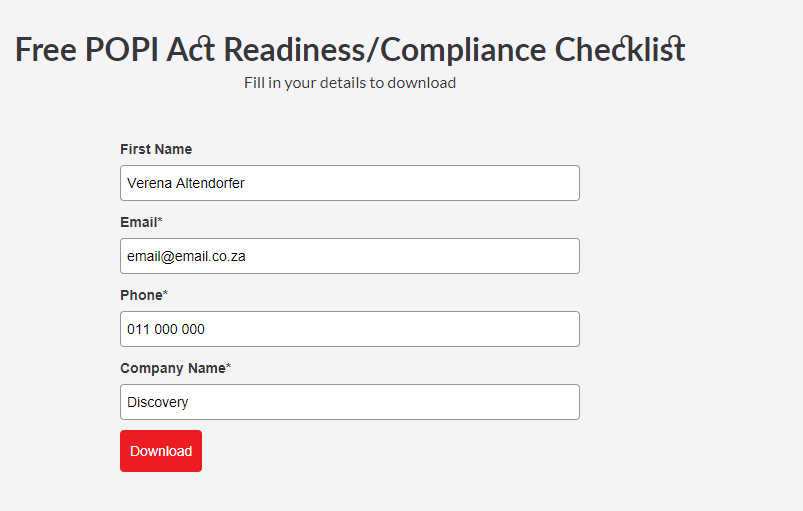 Free POPI Act Readiness/Compliance Checklist
Fill in your details to download
First Name
Verena Altendorfer
Email*
email@email.co.za
Phone*
011 000 000
Company Name*
Discovery
Download